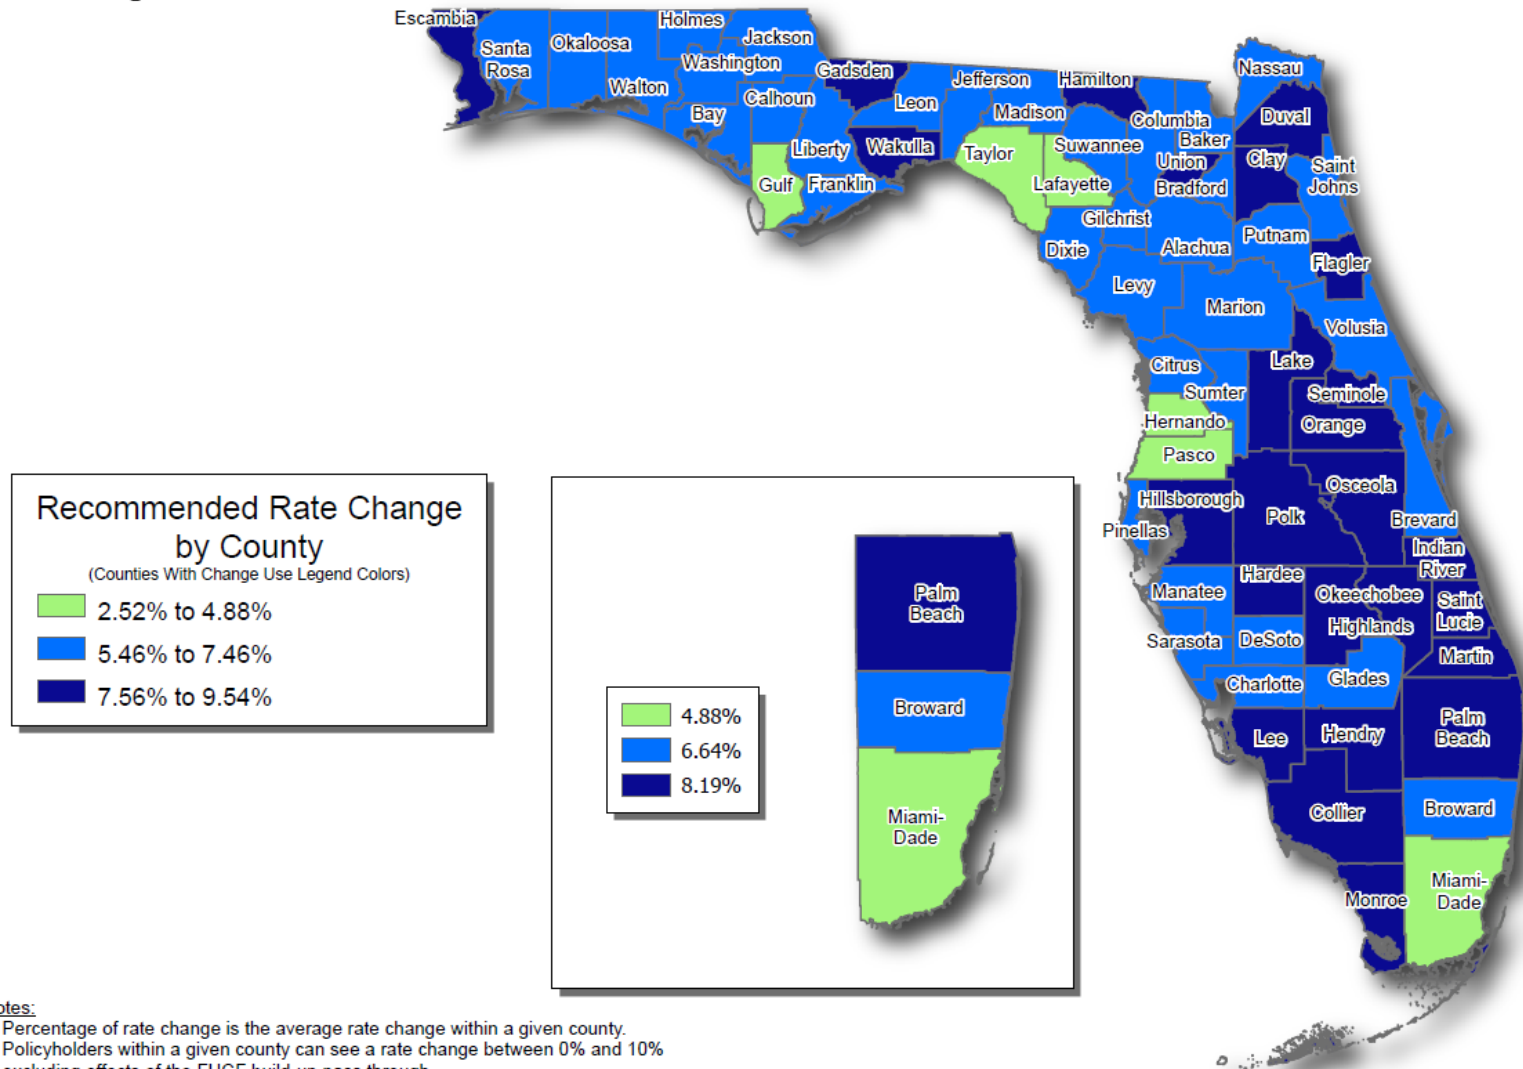 Escambia
Santa
Rosa
Okaloosa
Holmes
Jackson
Washington
Walton
Bay
Calhoun
Gadsden
Leon
Liberty
Wakulla
Gulf
Franklin
Jefferson
Madison
Hamilton
Taylor
Lafayette
Suwannee
Columbia
Baker
Union
Bradford
Nassau
Duval
Clay
Saint
Johns
Gilchrist
Dixie
Alachua
Putnam
Flagler
Levy
Marion
Volusia
Citrus
Sumter
Lake
Seminole
Orange
Hernando
Pasco
Hillsborough
Pinellas
Polk
Osceola
Brevard
Indian
River
Manatee
Hardee
Okeechobee
Highlands
Saint
Lucie
Sarasota
DeSoto
Martin
Charlotte
Glades
Lee
Hendry
Palm
Beach
Collier
Broward
Monroe
Miami-
Dade
Recommended Rate Change
by County
(Counties With Change Use Legend Colors)
2.52% to 4.88%
5.46% to 7.46%
7.56% to 9.54%
4.88%
6.64%
8.19%
Palm
Beach
Broward
Miami-
Dade
Percentage of rate change is the average rate change within a given county.
Policyholders within a given county can see a rate change between 0% and 10%